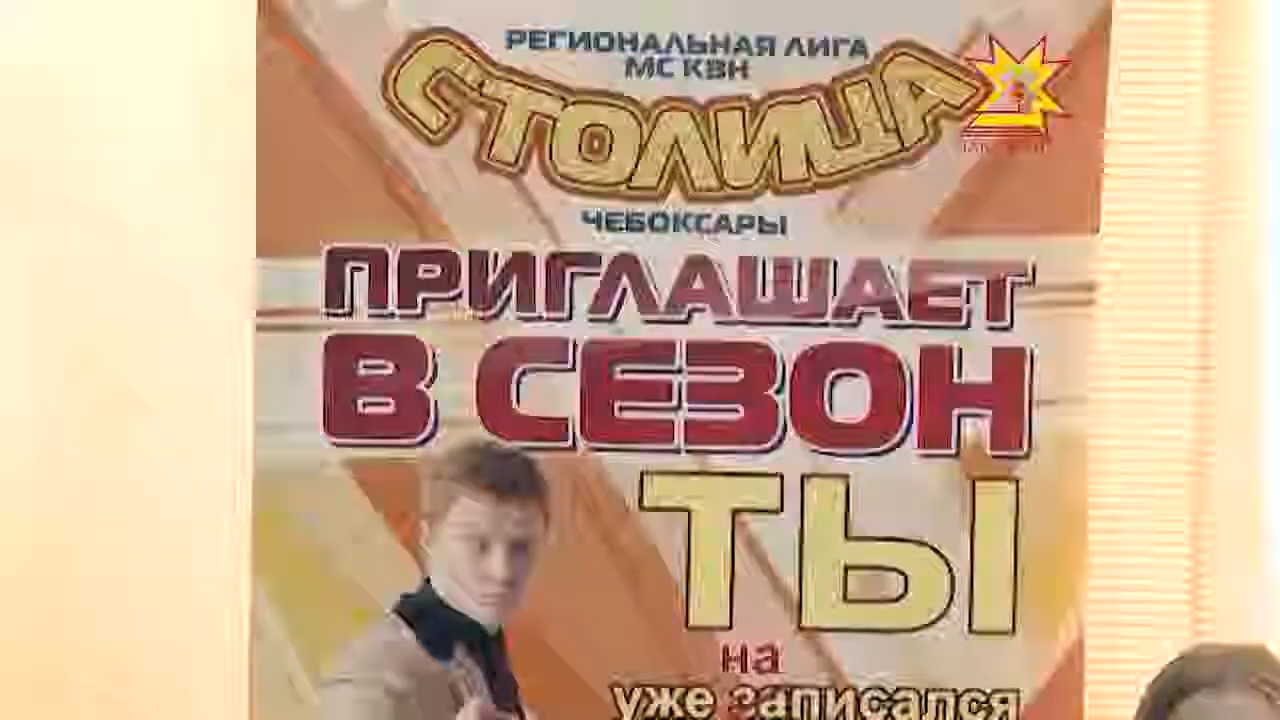 РЕГИОНАЛЬНАЯ ЛИГА
МС КВН
СТОЛИЦА
ЧЕБОКСАРЫ
ПРИГЛАШАЕТ
В СЕЗОН
ТЫ
на
уже записался